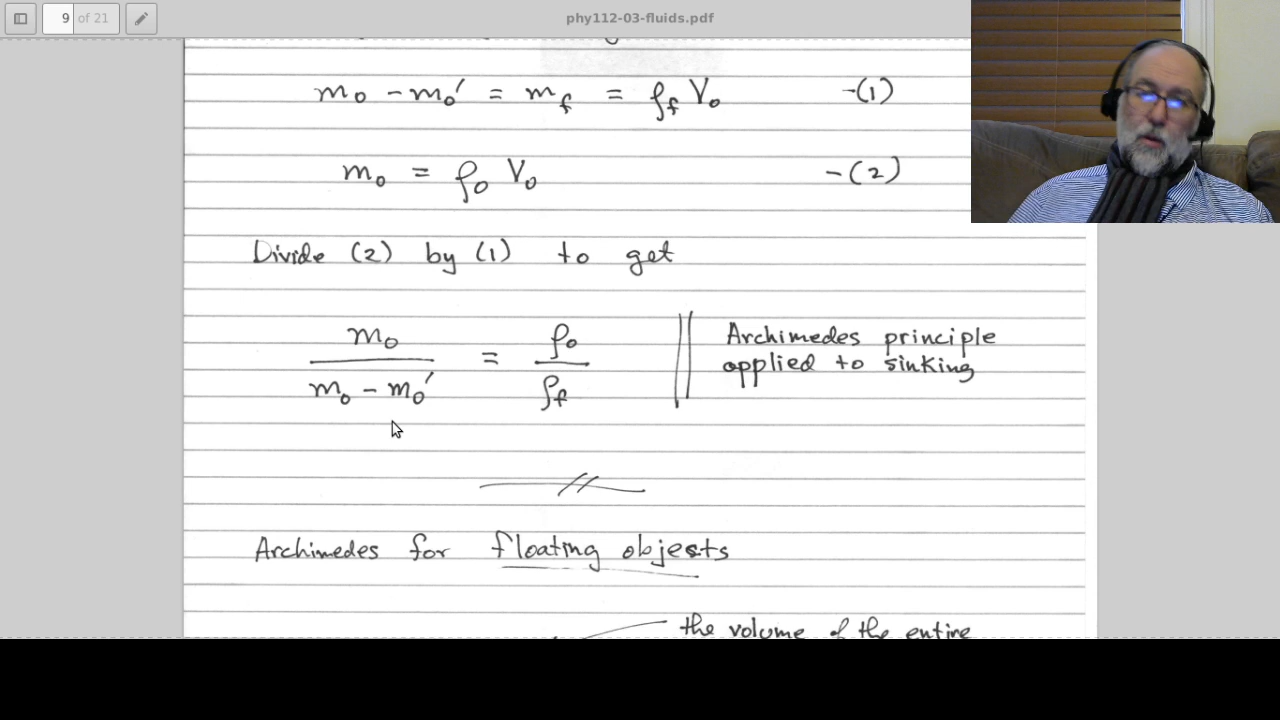 9 of 21
phy112-03-fluids.pdf
m₀ - m₀′ = m_f = ρ_f V₀ -(1)
m₀ = ρ₀ V₀ -(2)
Divide (2) by (1) to get
m₀ / (m₀ - m₀′) = ρ₀ / ρ_f
Archimedes principle
applied to sinking
Archimedes for floating objests
the volume of the entire